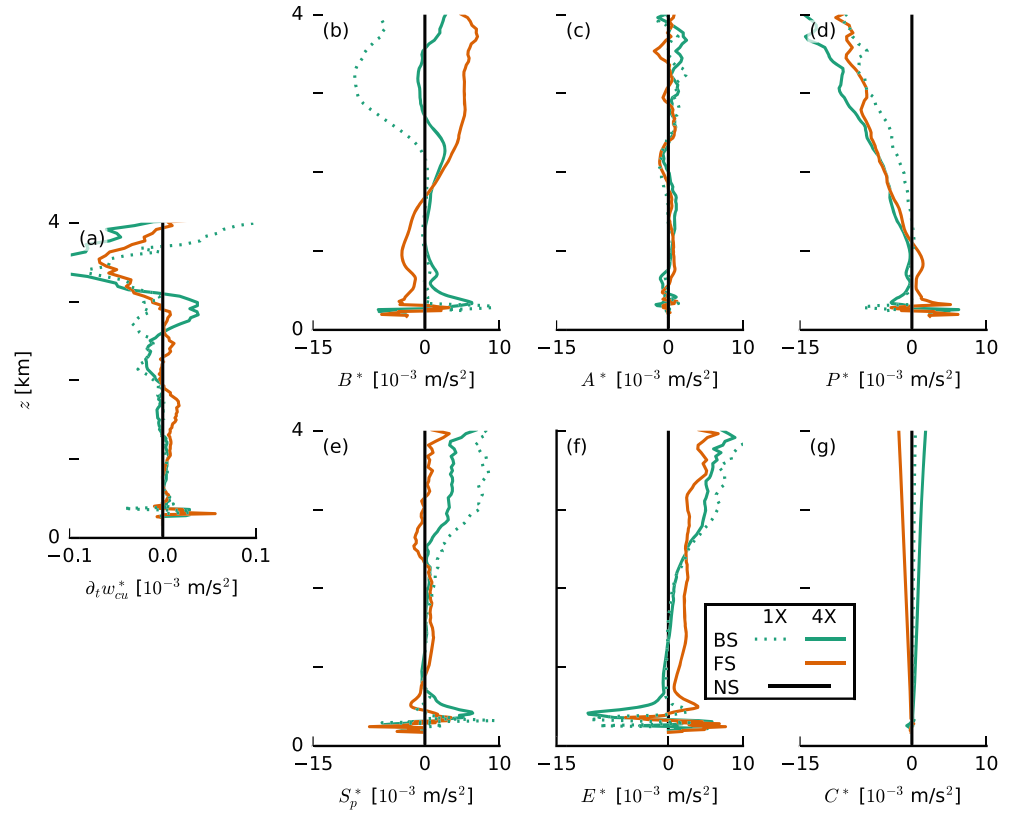 4
(b)
(c)
(d)
4
(a)
0
−15
0
10
−15
0
10
−15
0
10
B* [10⁻³ m/s²]
A* [10⁻³ m/s²]
P* [10⁻³ m/s²]
z [km]
4
(e)
(f)
(g)
0
−0.1
0.0
0.1
∂ₜw*cu [10⁻³ m/s²]
1X 4X
BS
FS
NS
0
−15
0
10
−15
0
10
−15
0
10
S*p [10⁻³ m/s²]
E* [10⁻³ m/s²]
C* [10⁻³ m/s²]